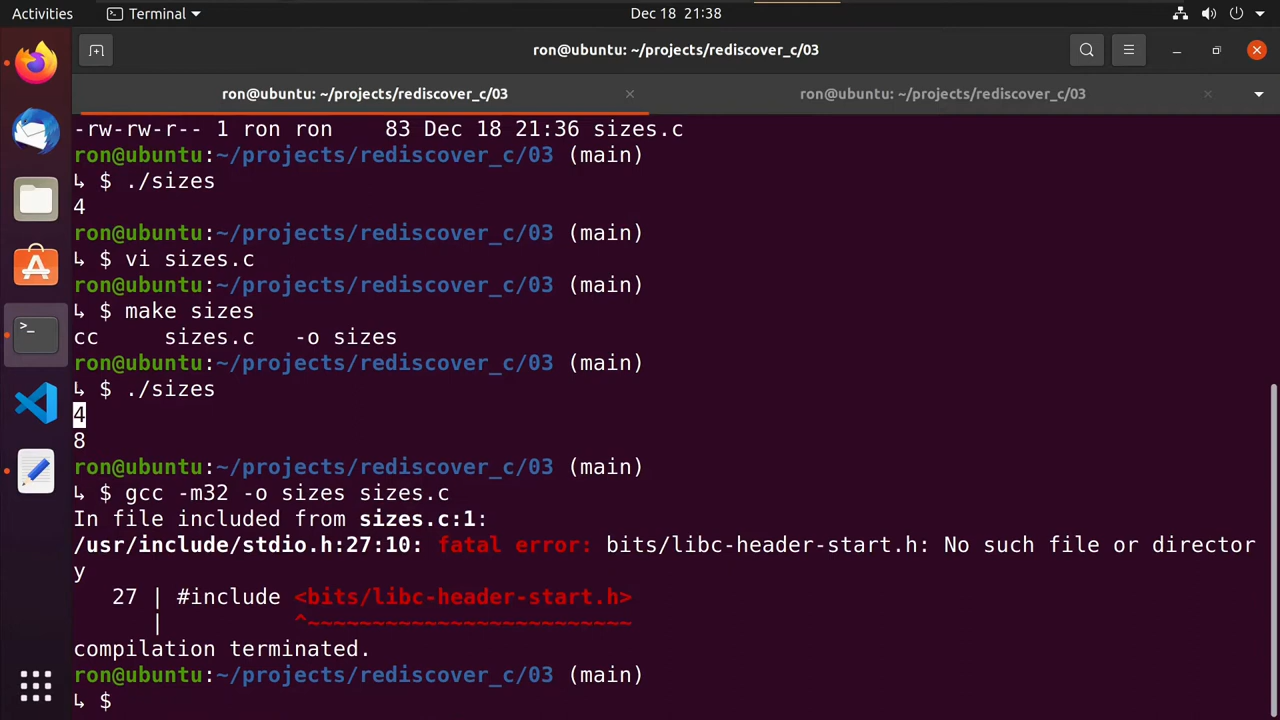 Activities
Terminal
Dec 18 21:38
ron@ubuntu: ~/projects/rediscover_c/03
ron@ubuntu: ~/projects/rediscover_c/03
ron@ubuntu: ~/projects/rediscover_c/03
-rw-rw-r-- 1 ron ron    83 Dec 18 21:36 sizes.c
ron@ubuntu:~/projects/rediscover_c/03 (main)
↳ $ ./sizes
4
ron@ubuntu:~/projects/rediscover_c/03 (main)
↳ $ vi sizes.c
ron@ubuntu:~/projects/rediscover_c/03 (main)
↳ $ make sizes
cc     sizes.c   -o sizes
ron@ubuntu:~/projects/rediscover_c/03 (main)
↳ $ ./sizes
4
8
ron@ubuntu:~/projects/rediscover_c/03 (main)
↳ $ gcc -m32 -o sizes sizes.c
In file included from sizes.c:1:
/usr/include/stdio.h:27:10: fatal error: bits/libc-header-start.h: No such file or director
y
   27 | #include <bits/libc-header-start.h>
      |          ^~~~~~~~~~~~~~~~~~~~~~~~~~
compilation terminated.
ron@ubuntu:~/projects/rediscover_c/03 (main)
↳ $